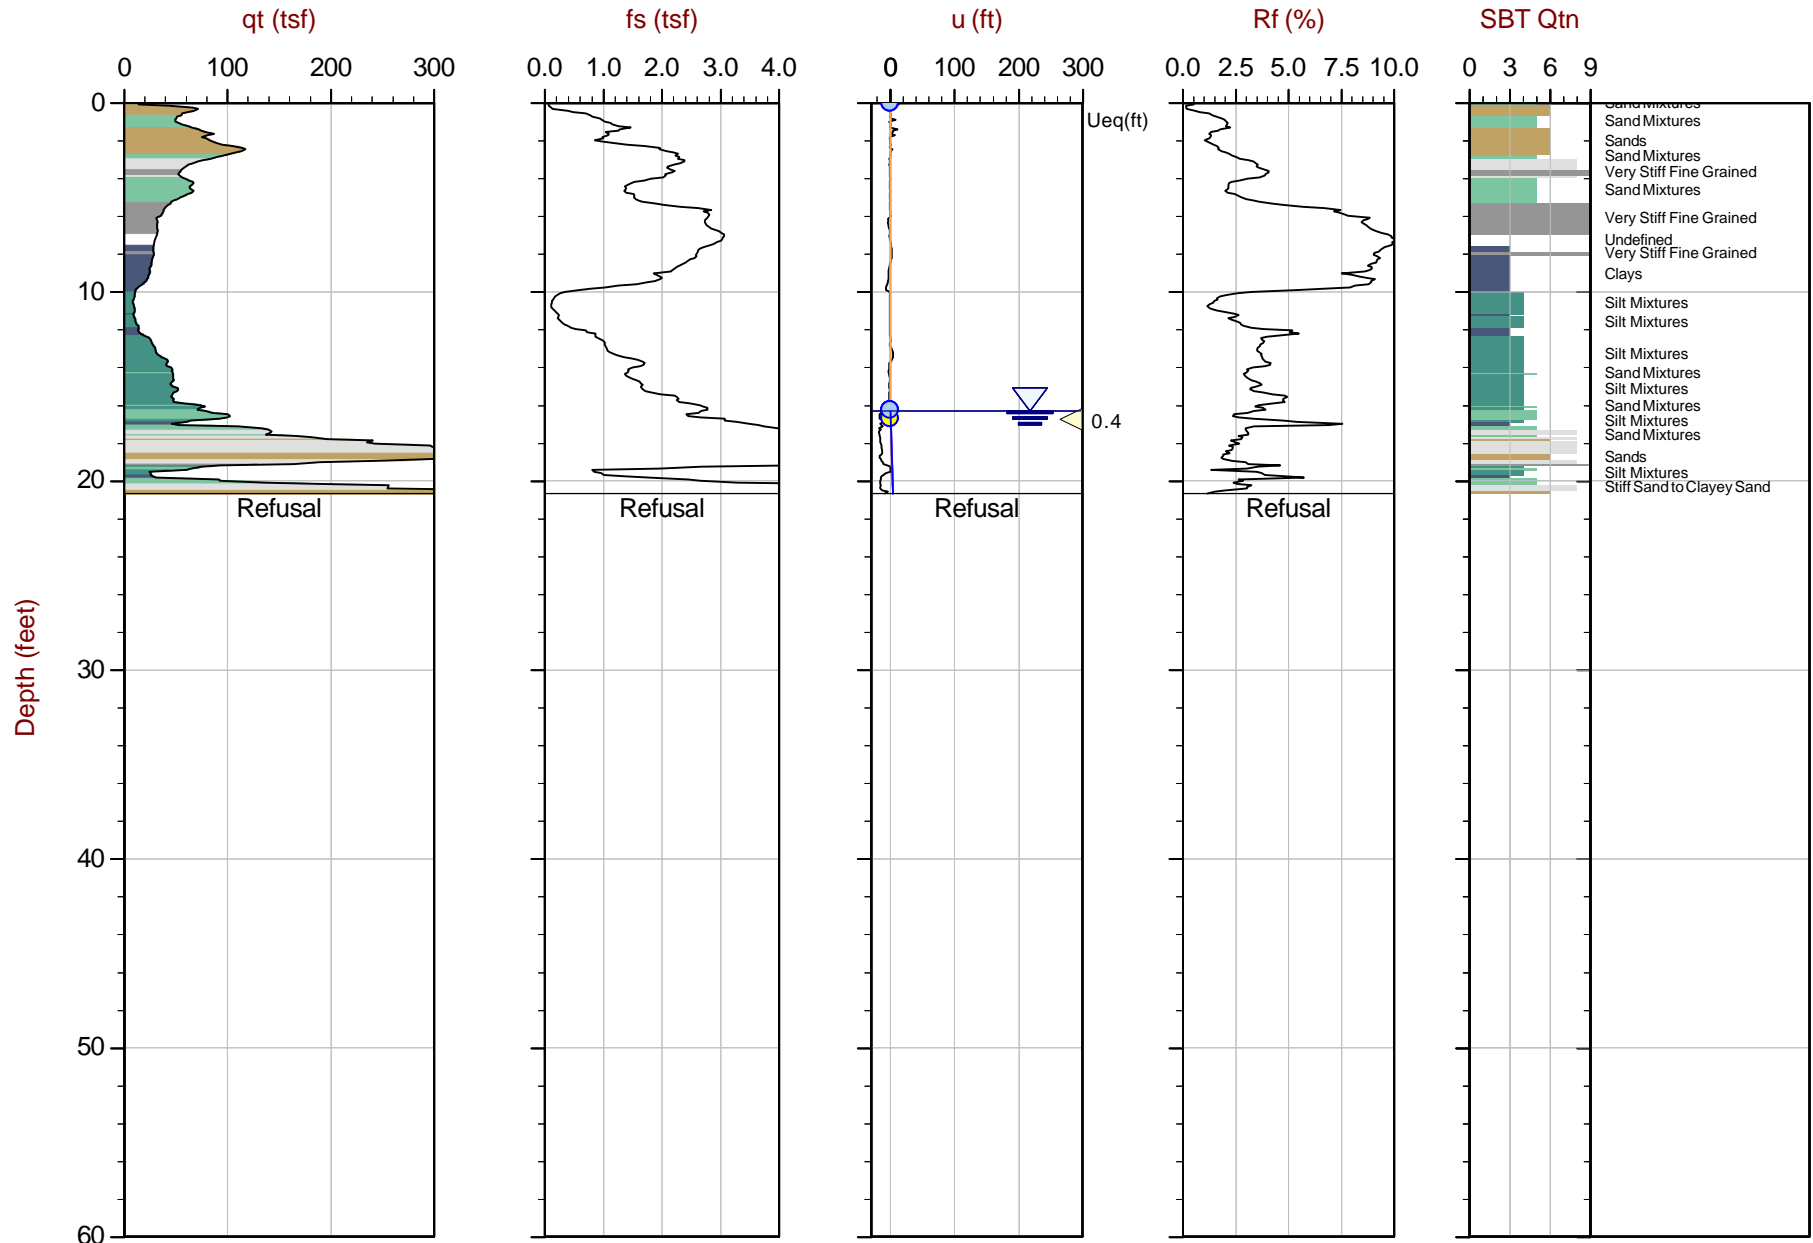 qt (tsf) fs (tsf) u (ft) Rf (%) SBT Qtn
0 100 200 300 0.0 1.0 2.0 3.0 4.0 0 100 200 300 0.0 2.5 5.0 7.5 10.0 0 3 6 9
0
Sand Mixtures
Ueq(ft)
Sand Mixtures
Sands
Sand Mixtures
Very Stiff Fine Grained
Sand Mixtures
Very Stiff Fine Grained
Undefined
Very Stiff Fine Grained
Clays
10
Silt Mixtures
Silt Mixtures
Silt Mixtures
Sand Mixtures
Silt Mixtures
Sand Mixtures
0.4
Silt Mixtures
Sand Mixtures
Sands
Silt Mixtures
20
Stiff Sand to Clayey Sand
Refusal Refusal Refusal Refusal
30
Depth (feet)
40
50
60